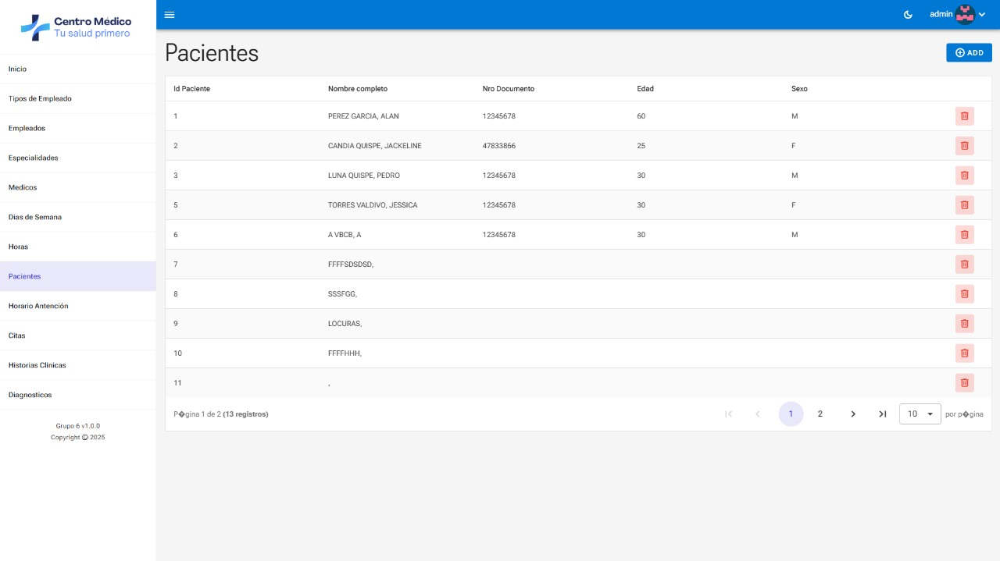 Centro Médico
Tu salud primero
admin
Inicio
Tipos de Empleado
Empleados
Especialidades
Medicos
Dias de Semana
Horas
Pacientes
Horario Antención
Citas
Historias Clinicas
Diagnosticos
Grupo 6 v1.0.0
Copyright © 2025
Pacientes
ADD
Id Paciente Nombre completo Nro Documento Edad Sexo
1 PEREZ GARCIA, ALAN 12345678 60 M
2 CANDIA QUISPE, JACKELINE 47833866 25 F
3 LUNA QUISPE, PEDRO 12345678 30 M
5 TORRES VALDIVO, JESSICA 12345678 30 F
6 A VBCB, A 12345678 30 M
7 FFFFSDSDSD,
8 SSSFGG,
9 LOCURAS,
10 FFFFHHH,
11 ,
P�gina 1 de 2 (13 registros) 1 2 10 por p�gina